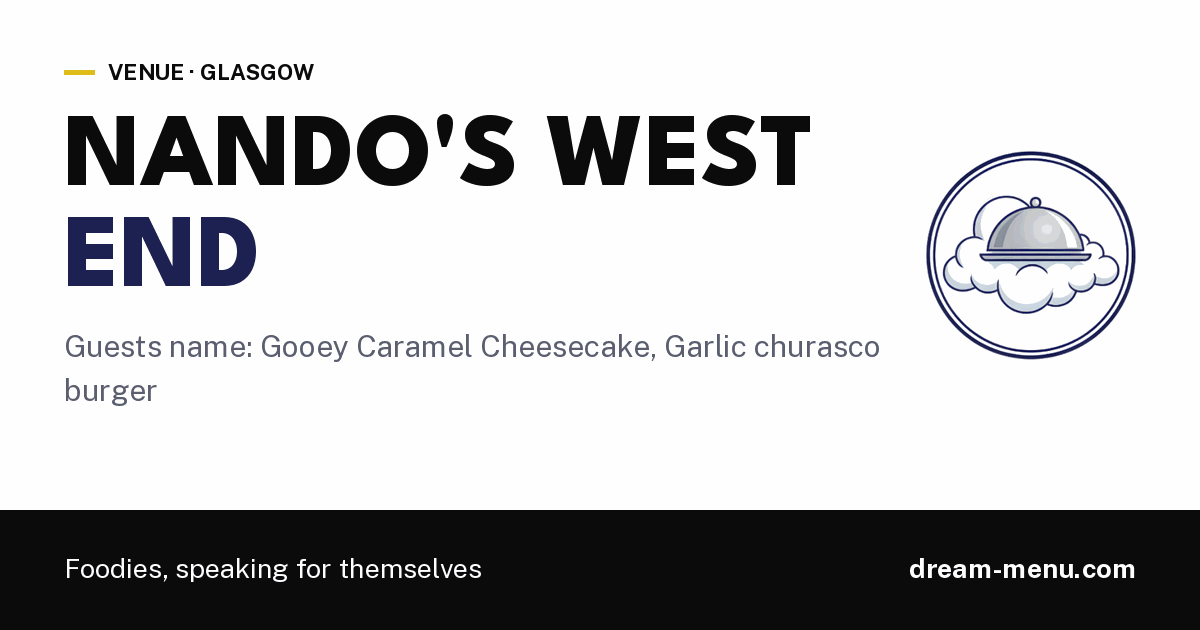 VENUE · GLASGOW
NANDO'S WEST
END
Guests name: Gooey Caramel Cheesecake, Garlic churasco
burger
Foodies, speaking for themselves
dream-menu.com